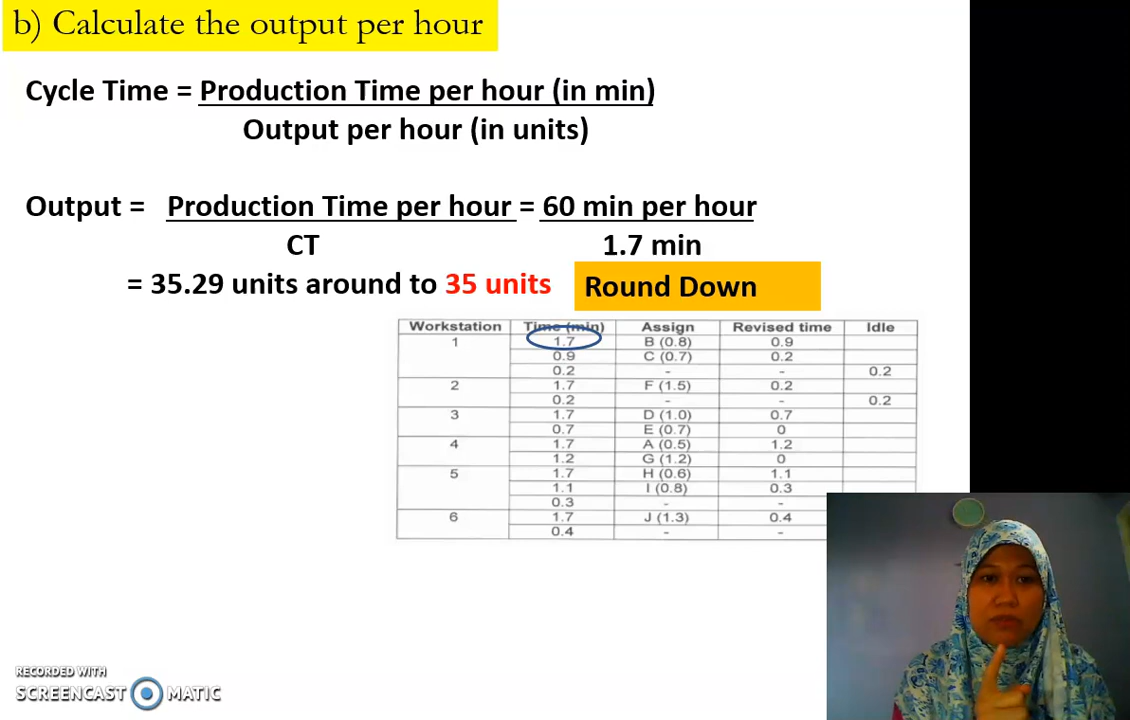 b) Calculate the output per hour
Cycle Time = Production Time per hour (in min)
Output per hour (in units)
Output = Production Time per hour = 60 min per hour
CT 1.7 min
= 35.29 units around to 35 units Round Down
Workstation Time (min) Assign Revised time Idle
1 1.7 B (0.8) 0.9
0.9 C (0.7) 0.2
0.2 - - 0.2
2 1.7 F (1.5) 0.2
0.2 - - 0.2
3 1.7 D (1.0) 0.7
0.7 E (0.7) 0
4 1.7 A (0.5) 1.2
1.2 G (1.2) 0
5 1.7 H (0.6) 1.1
1.1 I (0.8) 0.3
0.3 - -
6 1.7 J (1.3) 0.4
0.4 - -
RECORDED WITH
SCREENCAST MATIC